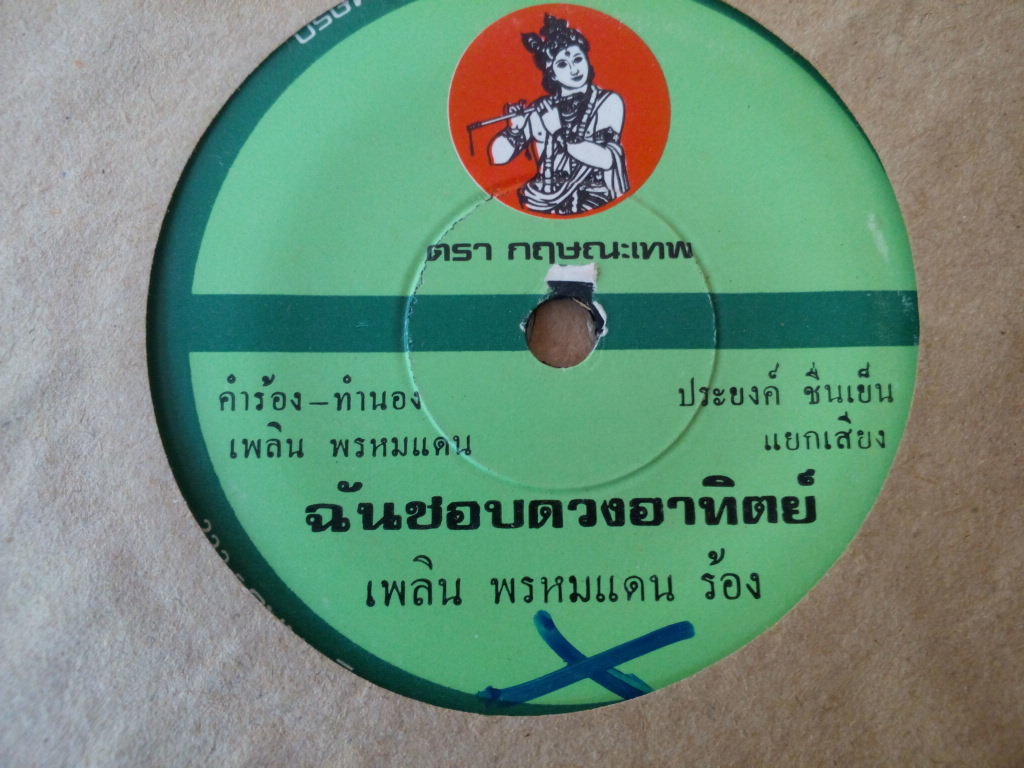 ตรา กฤษณะเทพ
คำร้อง–ทำนอง
เพลิน พรหมแดน
ประยงค์ ชื่นเย็น
แยกเสียง
ฉันชอบดวงอาทิตย์
เพลิน พรหมแดน ร้อง